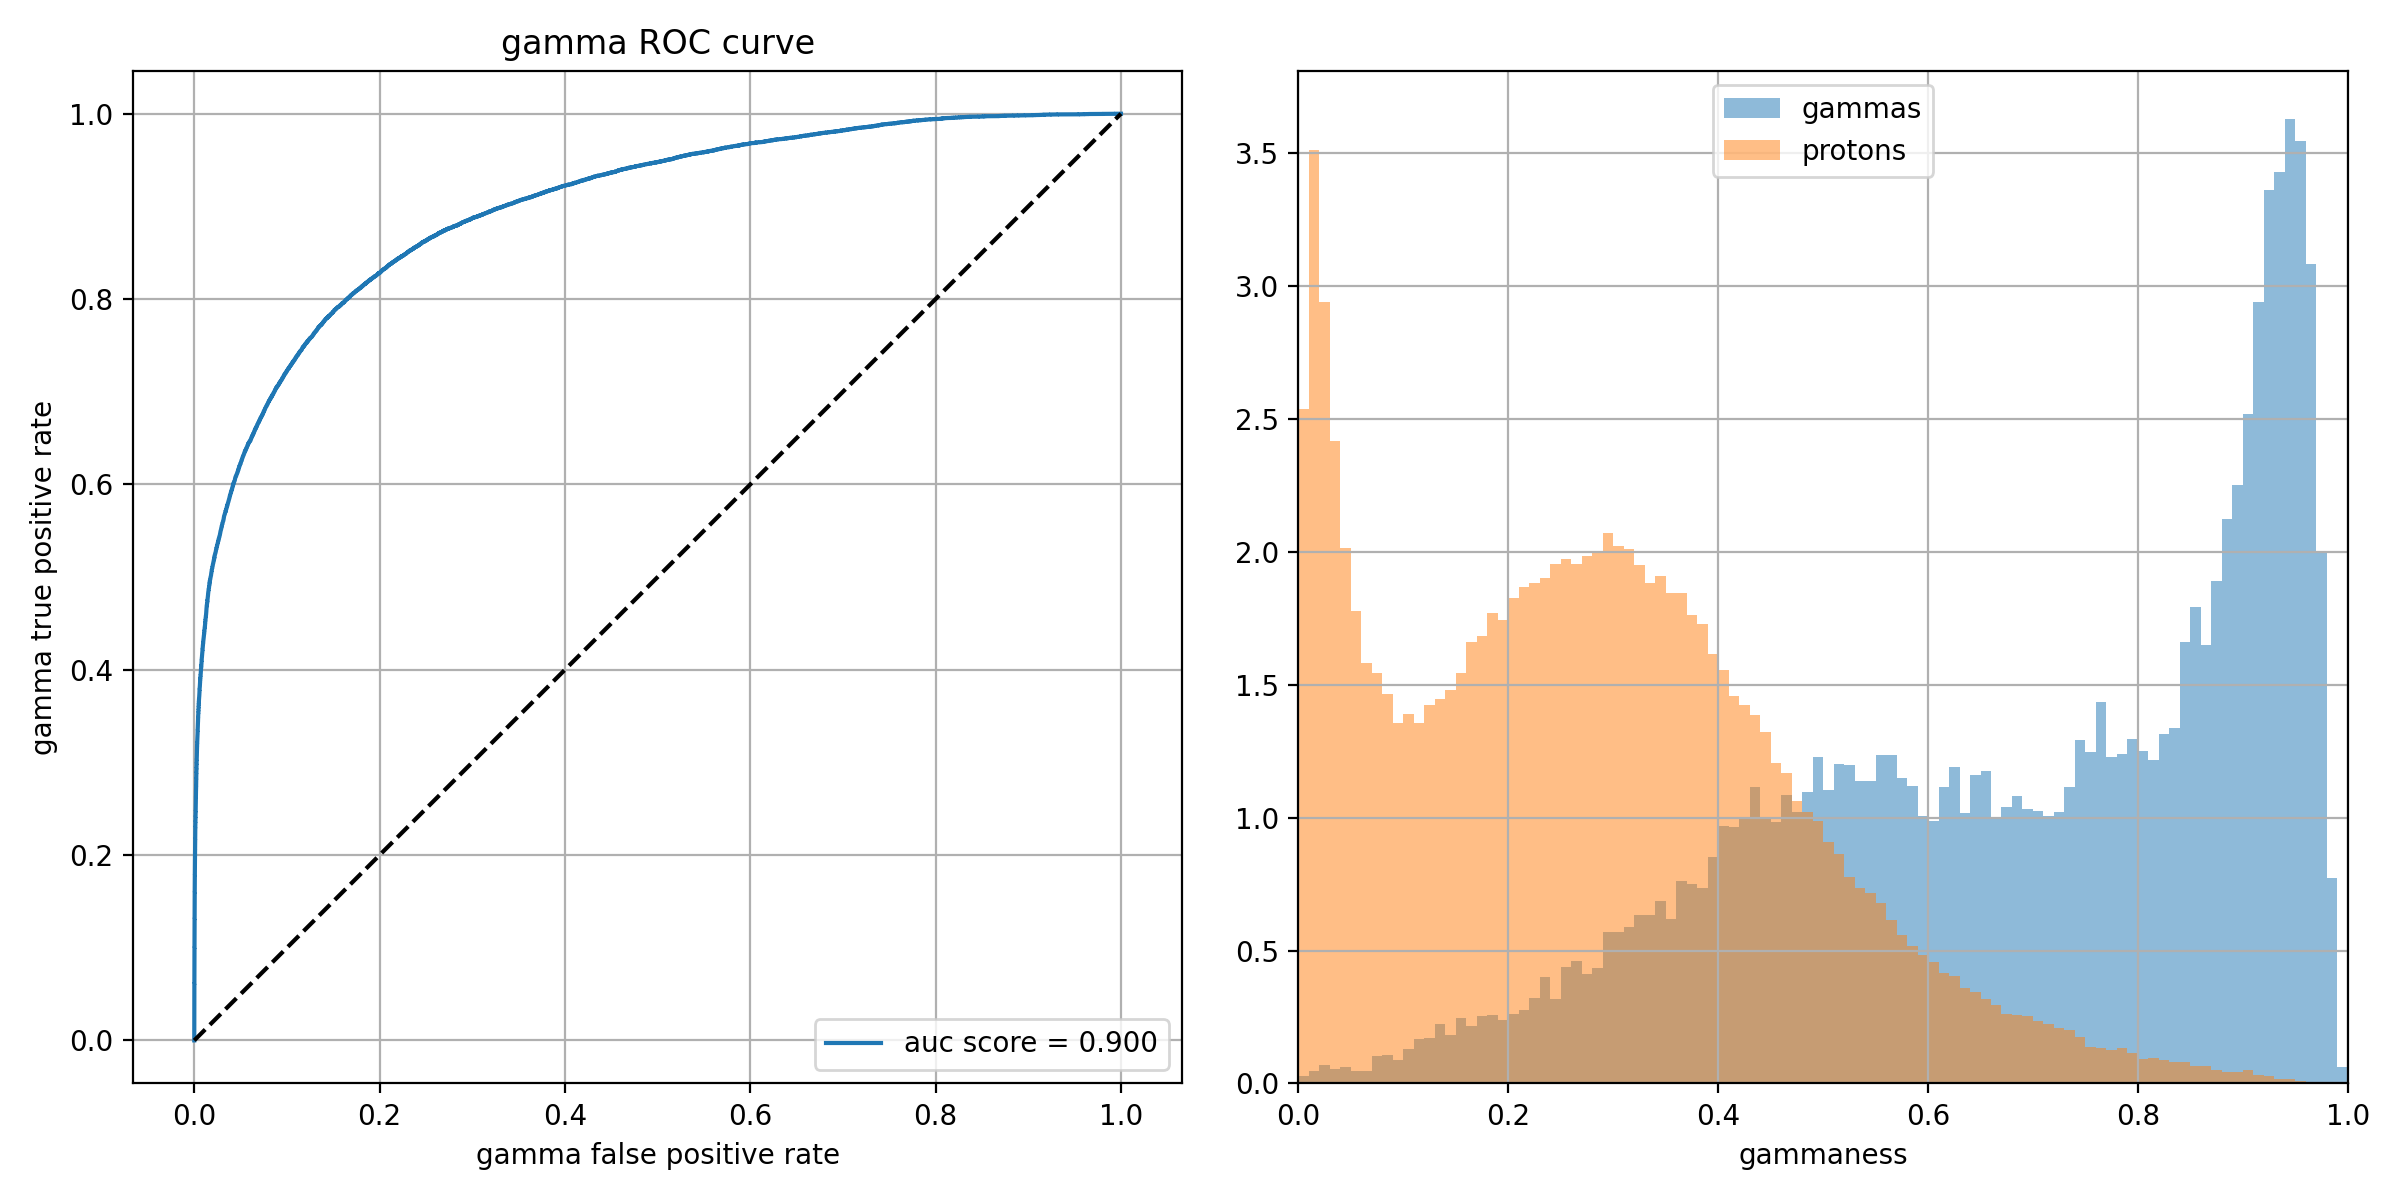 gamma ROC curve
1.0
0.8
0.6
0.4
0.2
0.0
gamma true positive rate
auc score = 0.900
0.0 0.2 0.4 0.6 0.8 1.0
gamma false positive rate
gammas
protons
3.5
3.0
2.5
2.0
1.5
1.0
0.5
0.0
0.0 0.2 0.4 0.6 0.8 1.0
gammaness